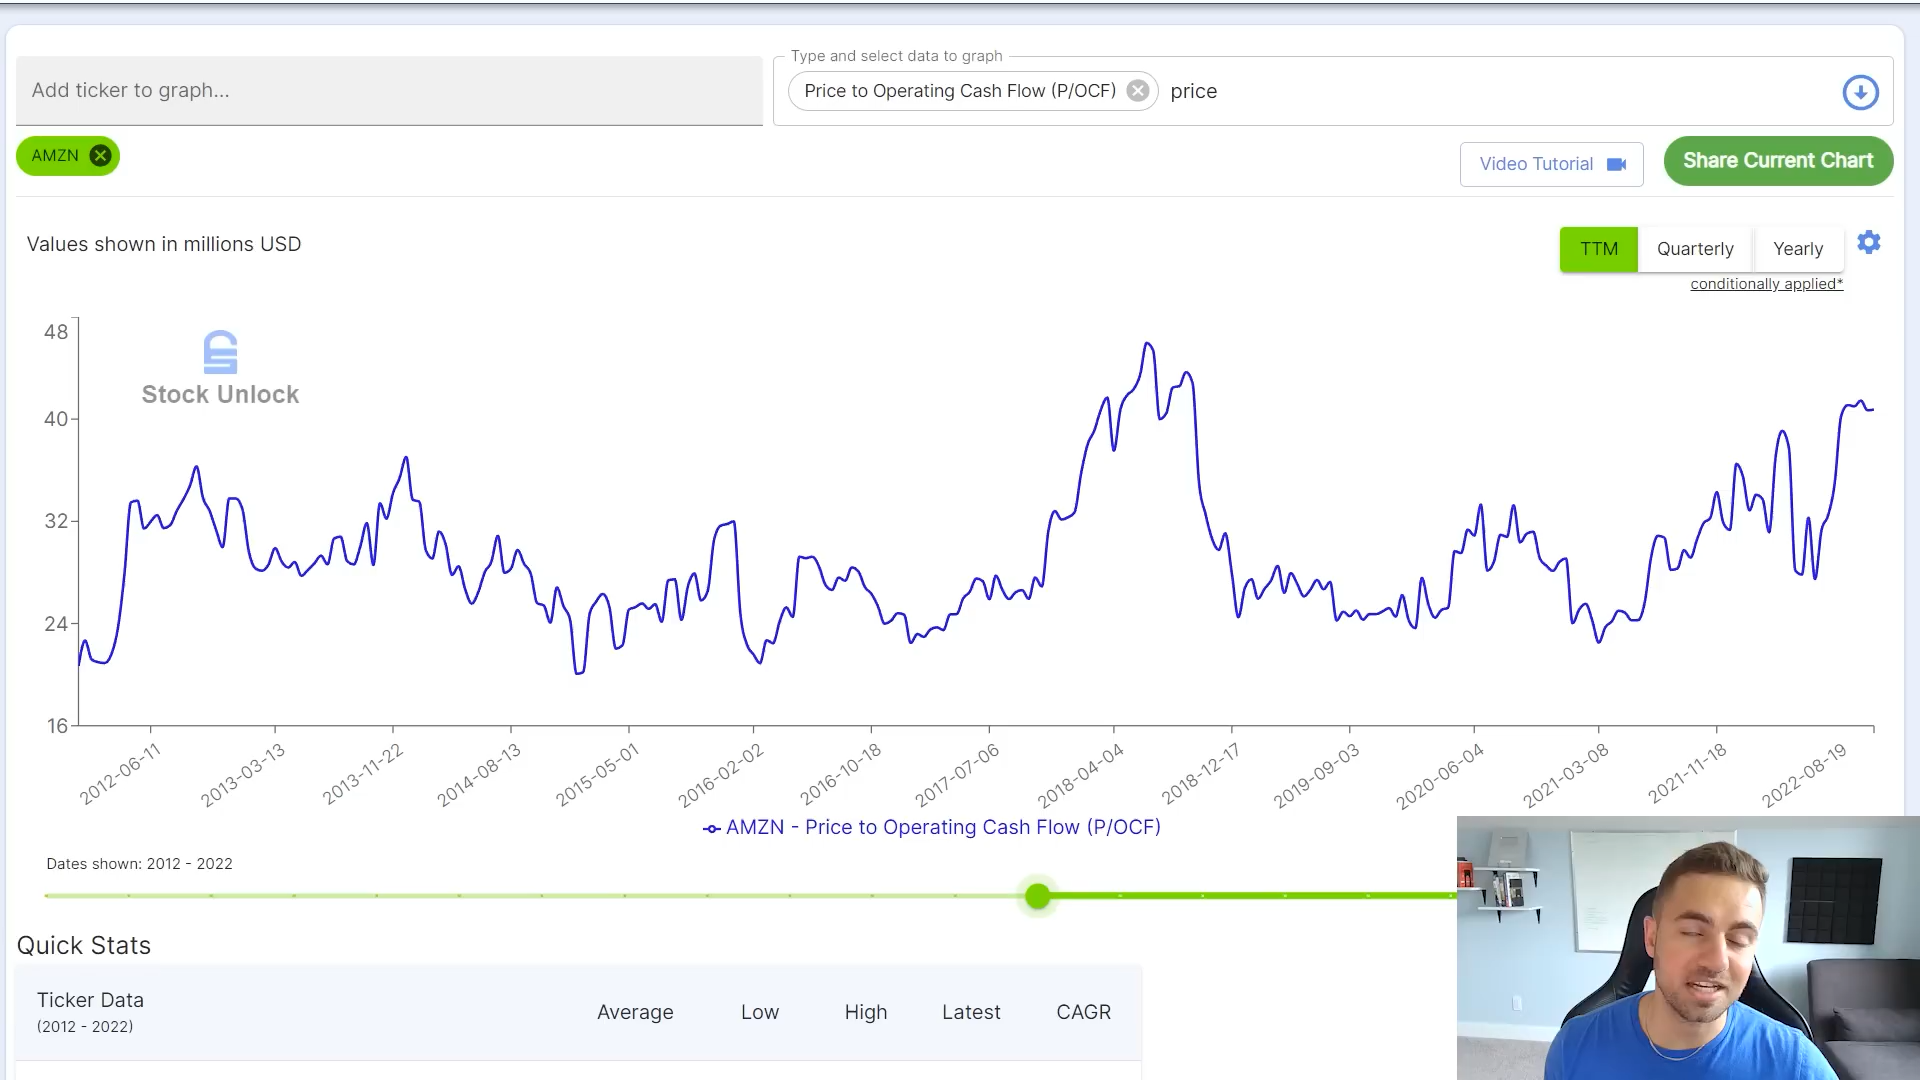 Type and select data to graph
Add ticker to graph...
Price to Operating Cash Flow (P/OCF) price
AMZN
Video Tutorial
Share Current Chart
Values shown in millions USD
TTM Quarterly Yearly
conditionally applied*
48
Stock Unlock
40
32
24
16
2012-06-11 2013-03-13 2013-11-22 2014-08-13 2015-05-01 2016-02-02 2016-10-18 2017-07-06 2018-04-04 2018-12-17 2019-09-03 2020-06-04 2021-03-08 2021-11-18 2022-08-19
AMZN - Price to Operating Cash Flow (P/OCF)
Dates shown: 2012 - 2022
Quick Stats
Ticker Data Average Low High Latest CAGR
(2012 - 2022)